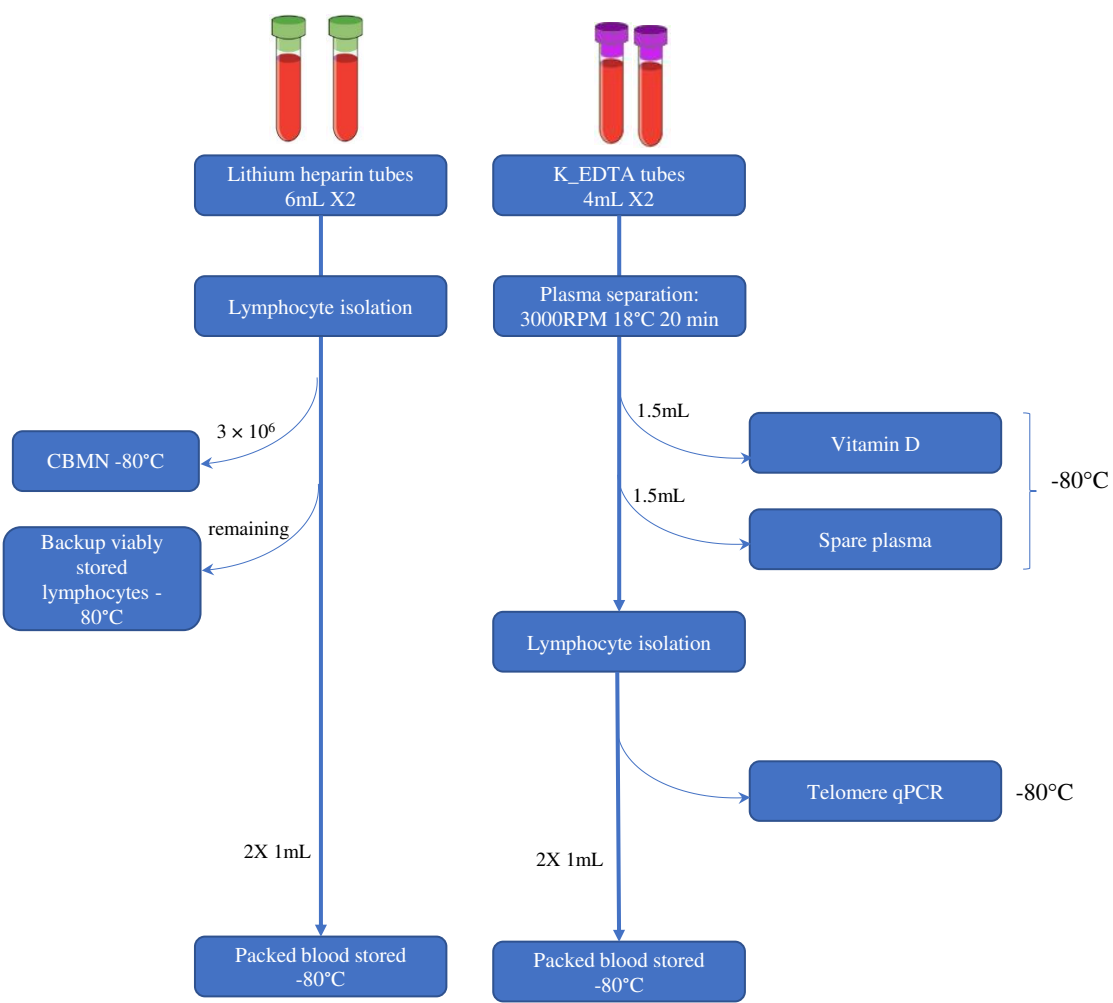 Lithium heparin tubes
6mL X2
K_EDTA tubes
4mL X2
Lymphocyte isolation
Plasma separation:
3000RPM 18°C 20 min
3 × 10⁶
CBMN -80°C
remaining
Backup viably
stored
lymphocytes -
80°C
1.5mL
Vitamin D
1.5mL
Spare plasma
-80°C
Lymphocyte isolation
Telomere qPCR
-80°C
2X 1mL
2X 1mL
Packed blood stored
-80°C
Packed blood stored
-80°C